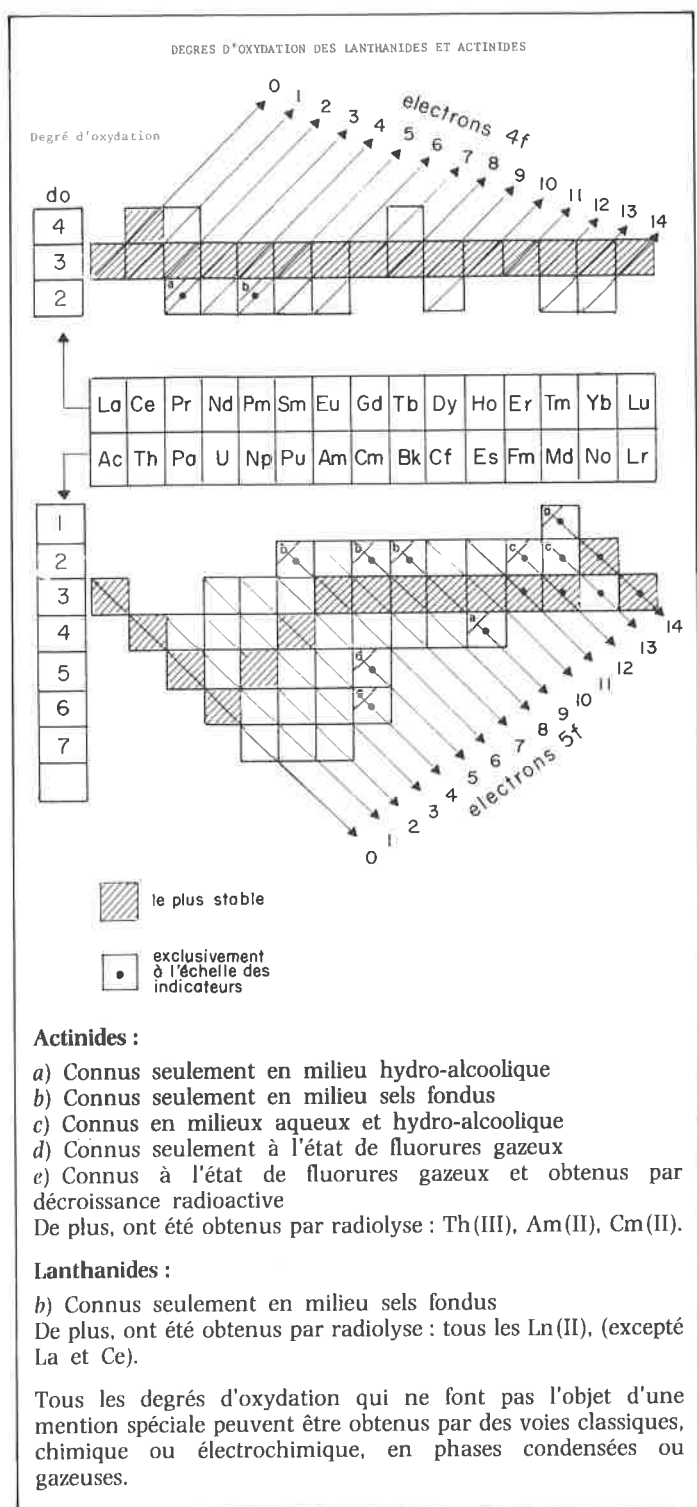 DEGRES D'OXYDATION DES LANTHANIDES ET ACTINIDES
0 1 2 3 4 5 6 7 8 9 10 11 12 13 14
electrons 4f
Degré d'oxydation
do
4
3
2
a b
La Ce Pr Nd Pm Sm Eu Gd Tb Dy Ho Er Tm Yb Lu
Ac Th Pa U Np Pu Am Cm Bk Cf Es Fm Md No Lr
1
2
b b b c c
3
4
a
5
d
6
e
7
14
13
12
11
10
9
8
7
6
5
4
3
2
1
0
electrons 5f
le plus stable
exclusivement
à l'échelle des
indicateurs
Actinides :
a) Connus seulement en milieu hydro-alcoolique
b) Connus seulement en milieu sels fondus
c) Connus en milieux aqueux et hydro-alcoolique
d) Connus seulement à l'état de fluorures gazeux
e) Connus à l'état de fluorures gazeux et obtenus par
décroissance radioactive
De plus, ont été obtenus par radiolyse : Th(III), Am(II), Cm(II).
Lanthanides :
b) Connus seulement en milieu sels fondus
De plus, ont été obtenus par radiolyse : tous les Ln(II), (excepté
La et Ce).
Tous les degrés d'oxydation qui ne font pas l'objet d'une
mention spéciale peuvent être obtenus par des voies classiques,
chimique ou électrochimique, en phases condensées ou
gazeuses.